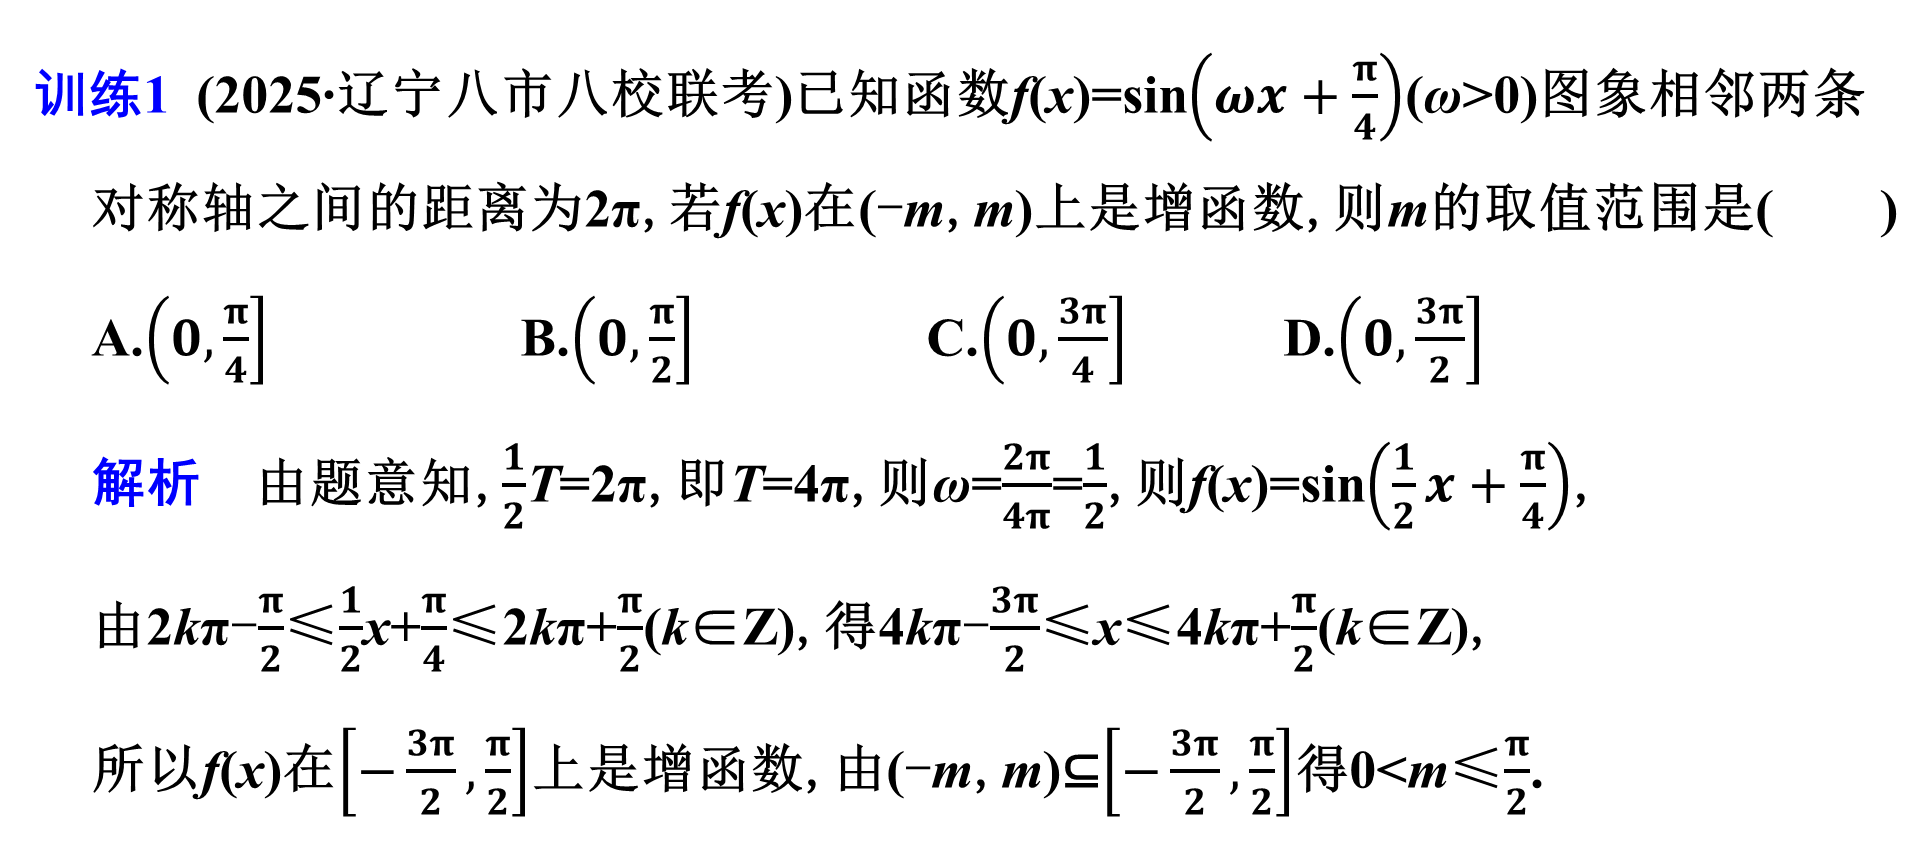 训练1 (2025·辽宁八市八校联考)已知函数f(x)=sin(ωx + π/4)(ω>0)图象相邻两条
对称轴之间的距离为2π, 若f(x)在(−m, m)上是增函数, 则m的取值范围是(  )
A.(0, π/4] B.(0, π/2] C.(0, 3π/4] D.(0, 3π/2]
解析 由题意知, 1/2T=2π, 即T=4π, 则ω=2π/4π=1/2, 则f(x)=sin(1/2 x + π/4),
由2kπ−π/2≤1/2x+π/4≤2kπ+π/2(k∈Z), 得4kπ−3π/2≤x≤4kπ+π/2(k∈Z),
所以f(x)在[−3π/2, π/2]上是增函数, 由(−m, m)⊆[−3π/2, π/2]得0<m≤π/2.